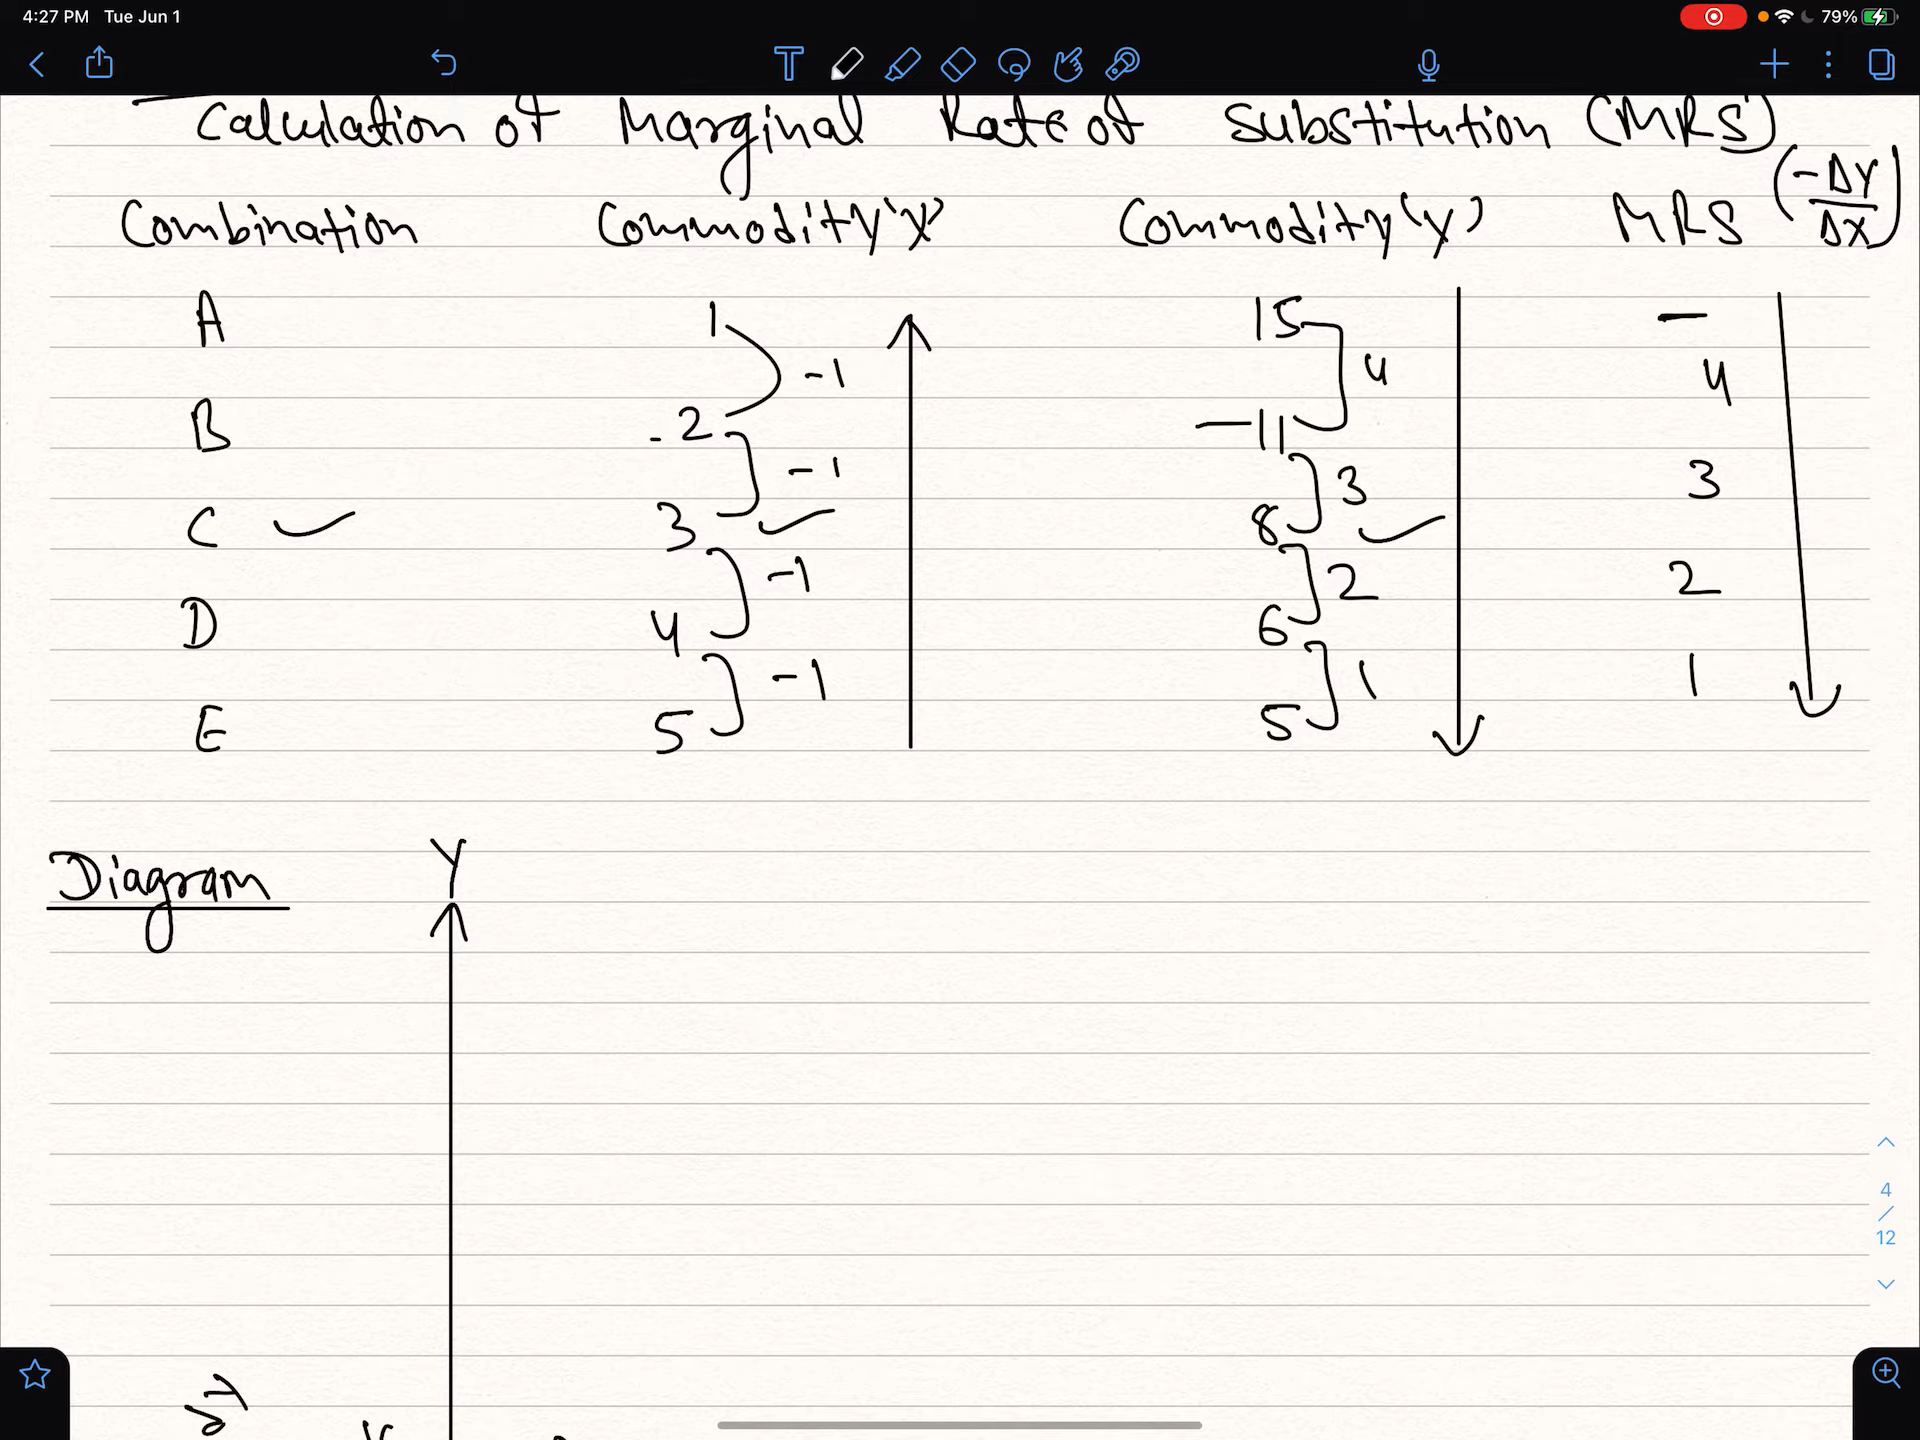 4:27 PM Tue Jun 1 79%
Calculation of Marginal Rate of Substitution (MRS)
Combination Commodity 'X' Commodity 'Y' MRS (-ΔY/ΔX)
A 1 15 —
-1 4 4
B 2 11
-1 3 3
C ✓ 3 ✓ 8 ✓
-1 2 2
D 4 6
-1 1 1
E 5 5
Diagram Y
4
/
12